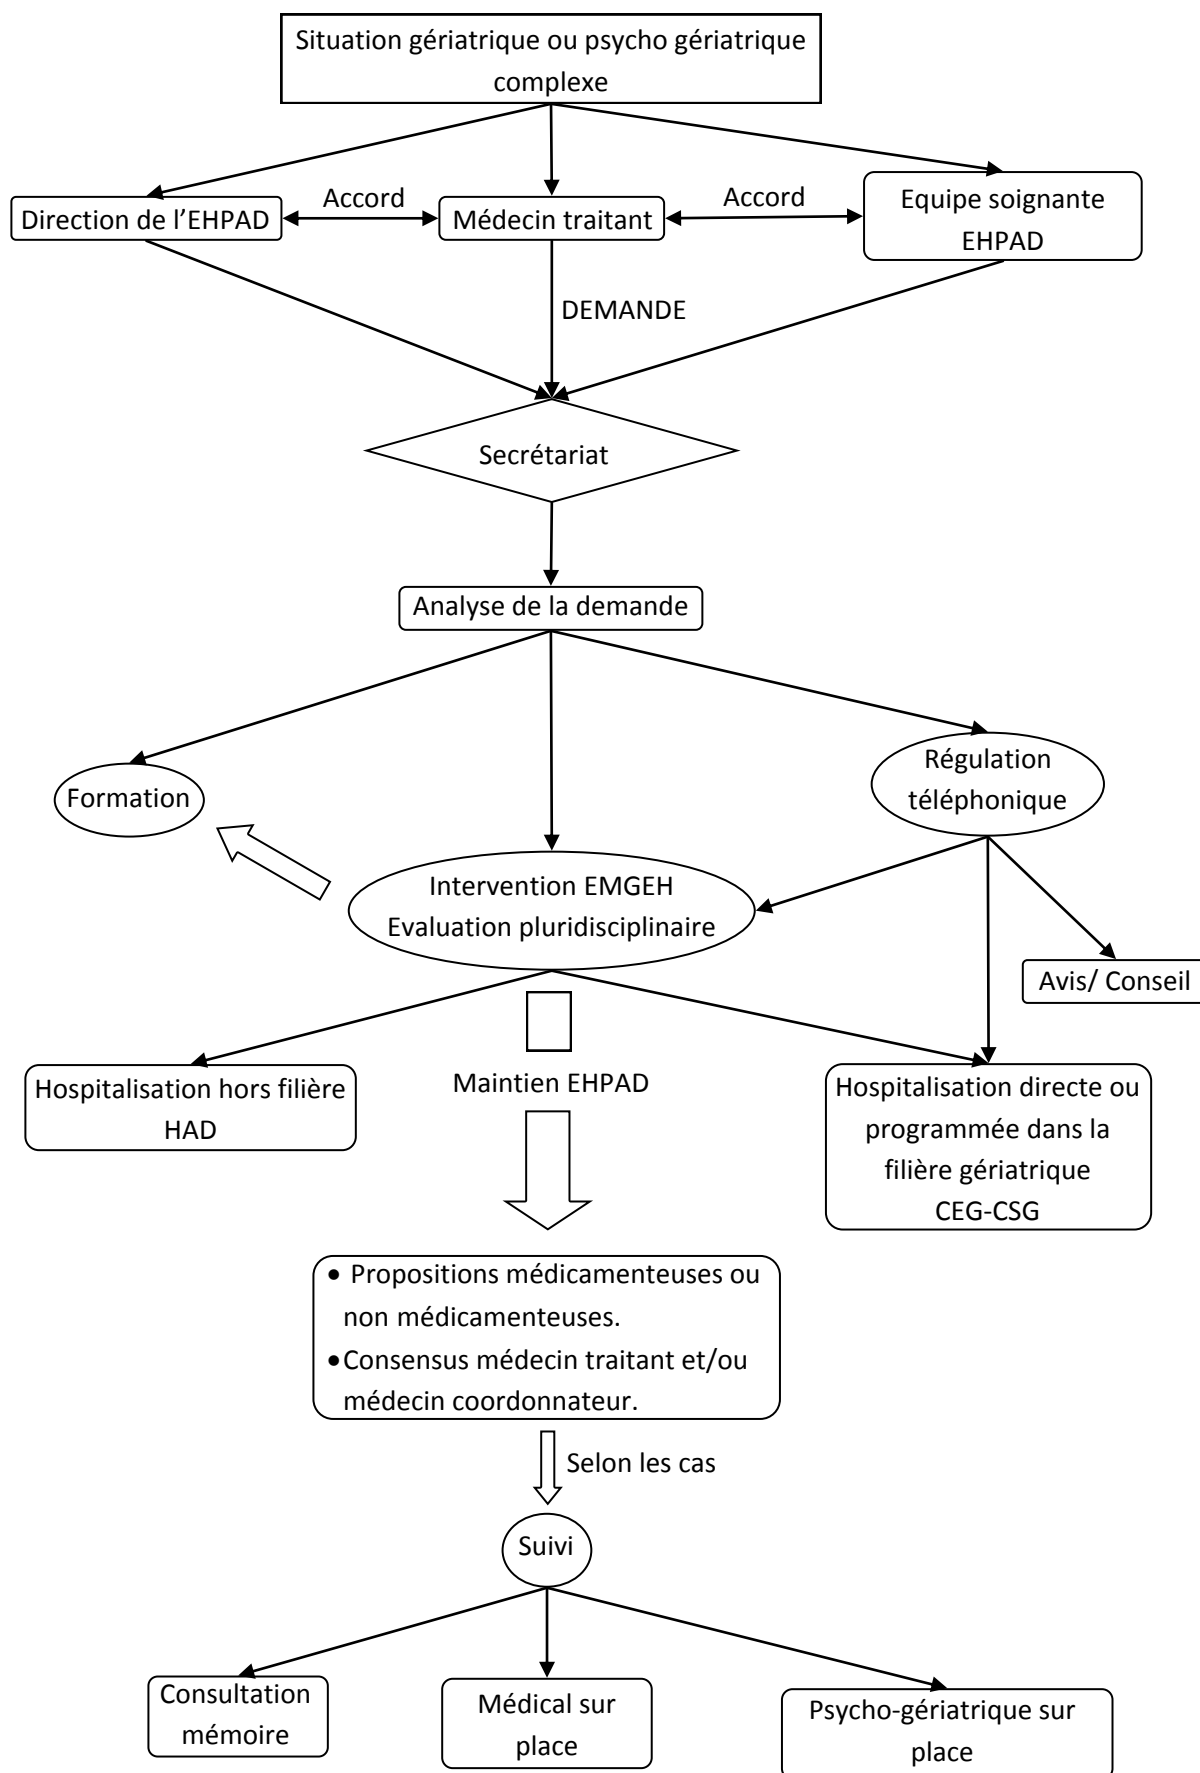 Situation gériatrique ou psycho gériatrique
complexe
Direction de l’EHPAD
Accord
Médecin traitant
Accord
Equipe soignante
EHPAD
DEMANDE
Secrétariat
Analyse de la demande
Formation
Régulation
téléphonique
Intervention EMGEH
Evaluation pluridisciplinaire
Avis/ Conseil
Hospitalisation hors filière
HAD
Maintien EHPAD
Hospitalisation directe ou
programmée dans la
filière gériatrique
CEG-CSG
• Propositions médicamenteuses ou
non médicamenteuses.
•Consensus médecin traitant et/ou
médecin coordonnateur.
Selon les cas
Suivi
Consultation
mémoire
Médical sur
place
Psycho-gériatrique sur
place